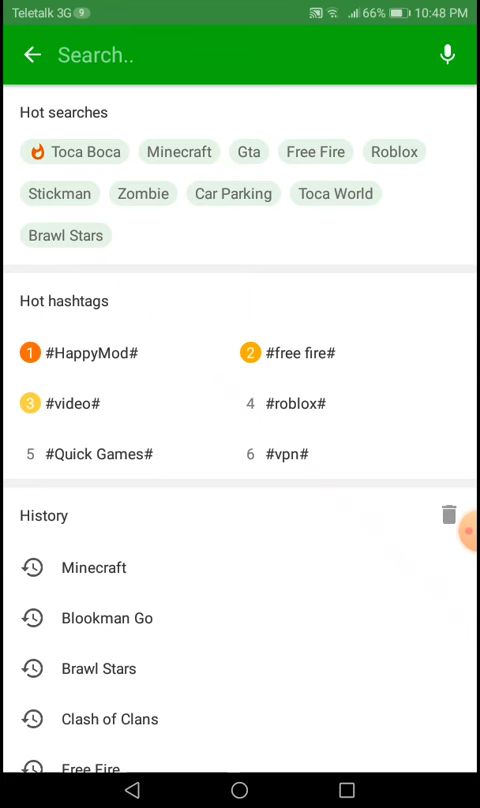 Teletalk 3G 9 66% 10:48 PM
Search..
Hot searches
Toca Boca Minecraft Gta Free Fire Roblox
Stickman Zombie Car Parking Toca World
Brawl Stars
Hot hashtags
1 #HappyMod# 2 #free fire#
3 #video# 4 #roblox#
5 #Quick Games# 6 #vpn#
History
Minecraft
Blookman Go
Brawl Stars
Clash of Clans
Free Fire